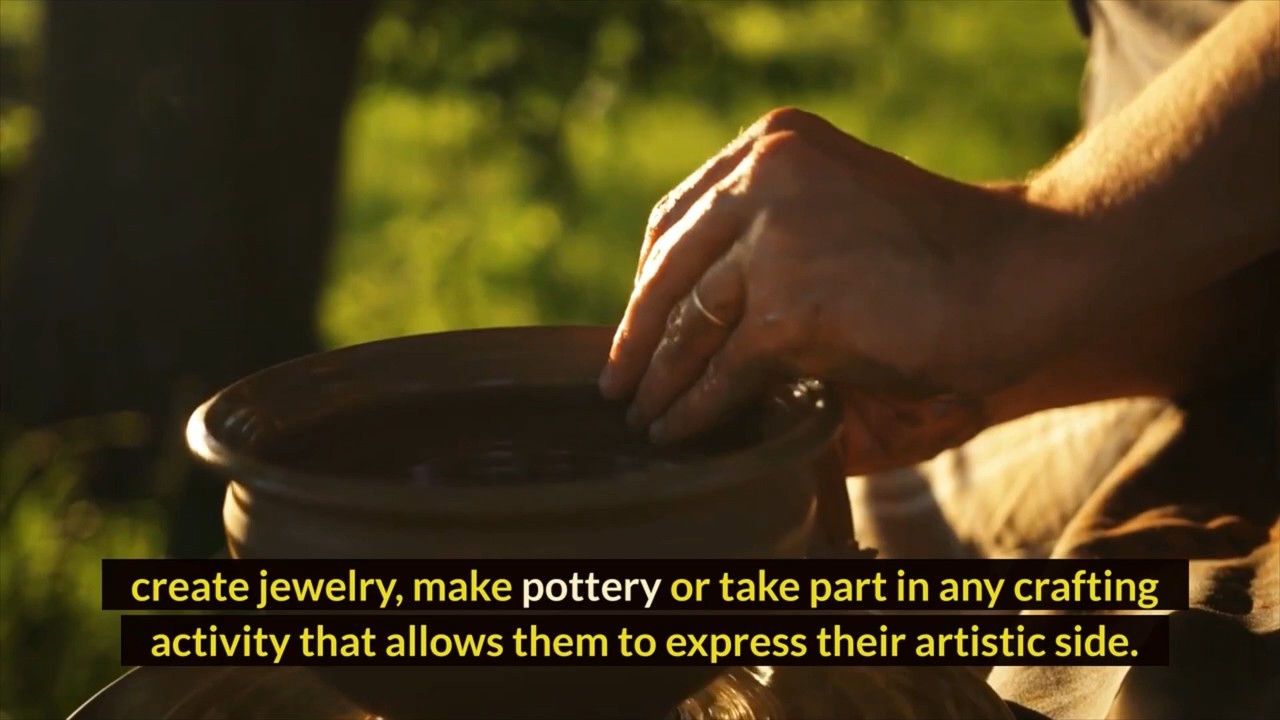 create jewelry, make pottery or take part in any crafting
activity that allows them to express their artistic side.